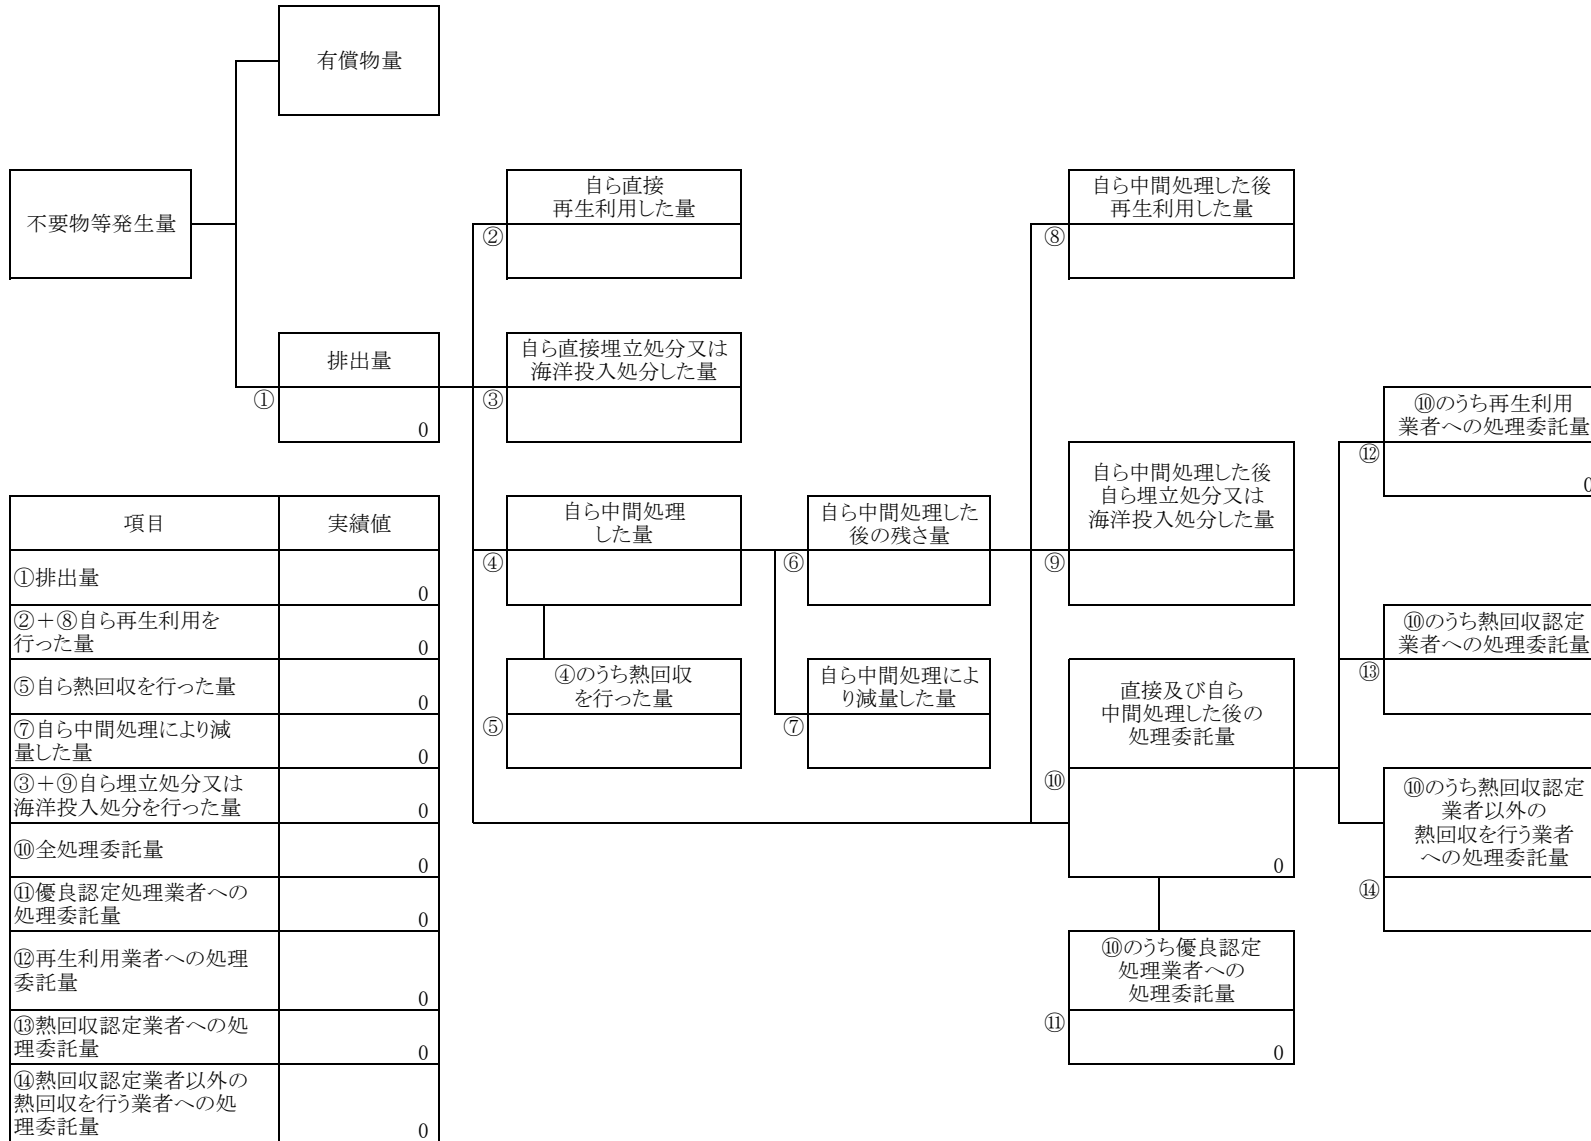 有償物量
不要物等発生量
自ら直接
再生利用した量
②
自ら中間処理した後
再生利用した量
⑧
排出量
①
0
自ら直接埋立処分又は
海洋投入処分した量
③
⑩のうち再生利用
業者への処理委託量
⑫
0
自ら中間処理した後
自ら埋立処分又は
海洋投入処分した量
⑨
自ら中間処理
した量
④
自ら中間処理した
後の残さ量
⑥
④のうち熱回収
を行った量
⑤
自ら中間処理によ
り減量した量
⑦
直接及び自ら
中間処理した後の
処理委託量
⑩
0
⑩のうち熱回収認定
業者への処理委託量
⑬
⑩のうち熱回収認定
業者以外の
熱回収を行う業者
への処理委託量
⑭
⑩のうち優良認定
処理業者への
処理委託量
⑪
0
項目 実績値
①排出量
0
②+⑧自ら再生利用を
行った量
0
⑤自ら熱回収を行った量
0
⑦自ら中間処理により減
量した量
0
③+⑨自ら埋立処分又は
海洋投入処分を行った量
0
⑩全処理委託量
0
⑪優良認定処理業者への
処理委託量
0
⑫再生利用業者への処理
委託量
0
⑬熱回収認定業者への処
理委託量
0
⑭熱回収認定業者以外の
熱回収を行う業者への処
理委託量
0